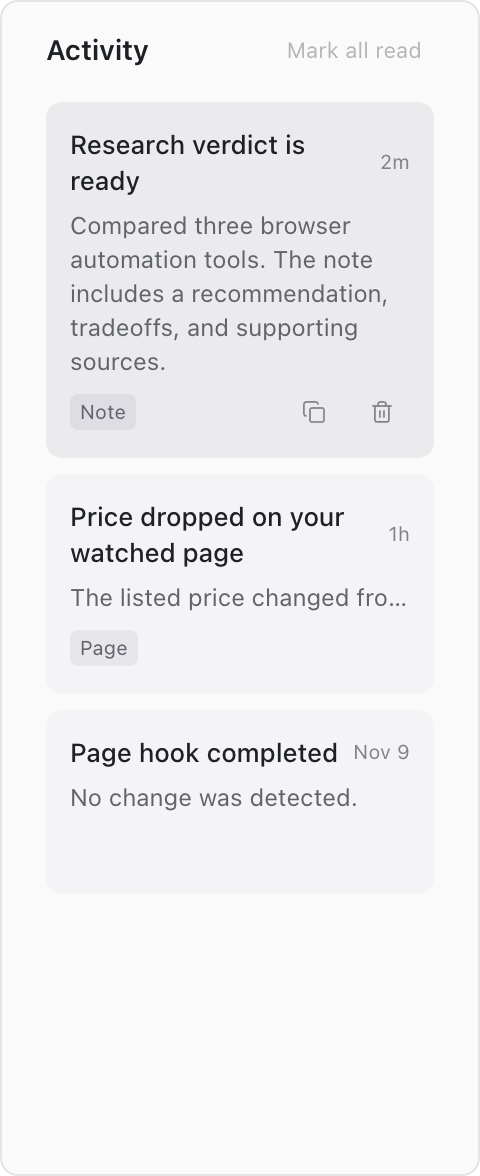 Activity
Mark all read
Research verdict is
ready
2m
Compared three browser
automation tools. The note
includes a recommendation,
tradeoffs, and supporting
sources.
Note
Price dropped on your
watched page
1h
The listed price changed fro...
Page
Page hook completed
Nov 9
No change was detected.